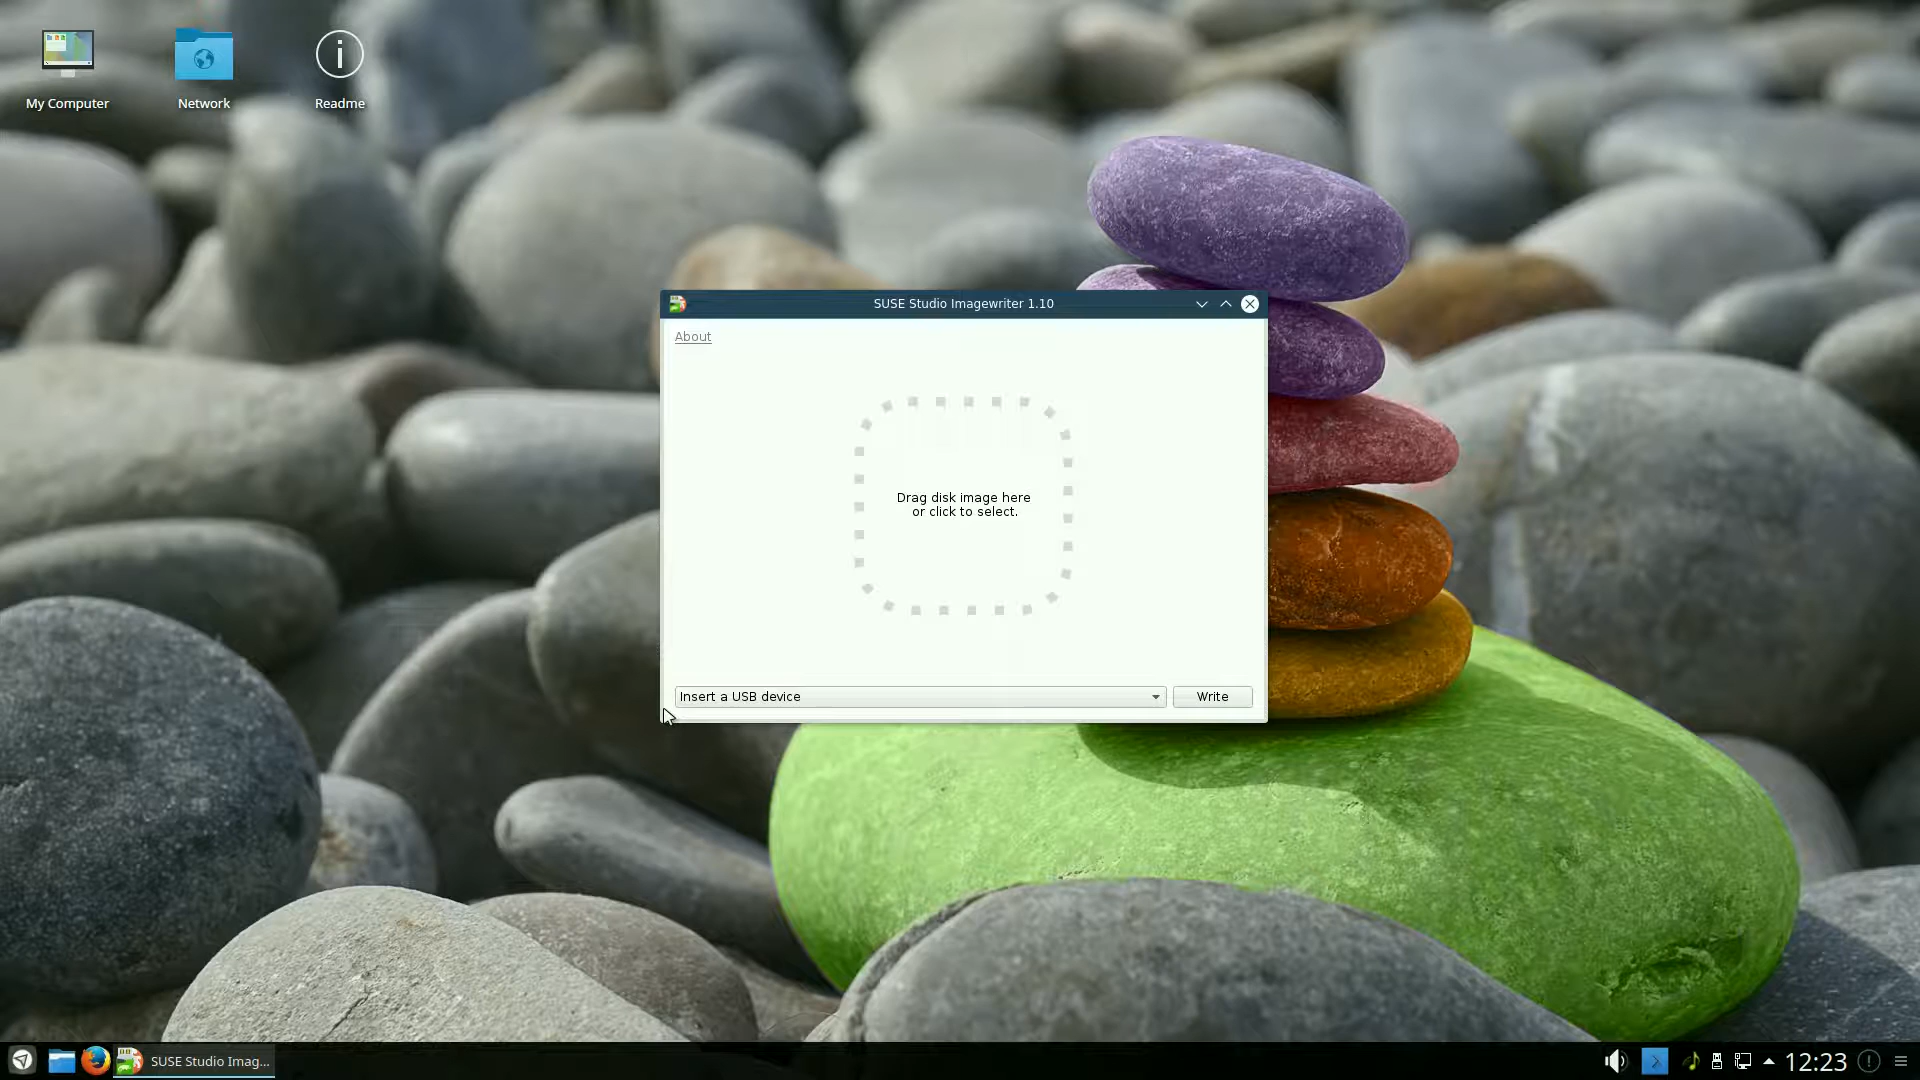 My Computer
Network
Readme
SUSE Studio Imagewriter 1.10
About
Drag disk image here
or click to select.
Insert a USB device
Write
SUSE Studio Imag...
12:23